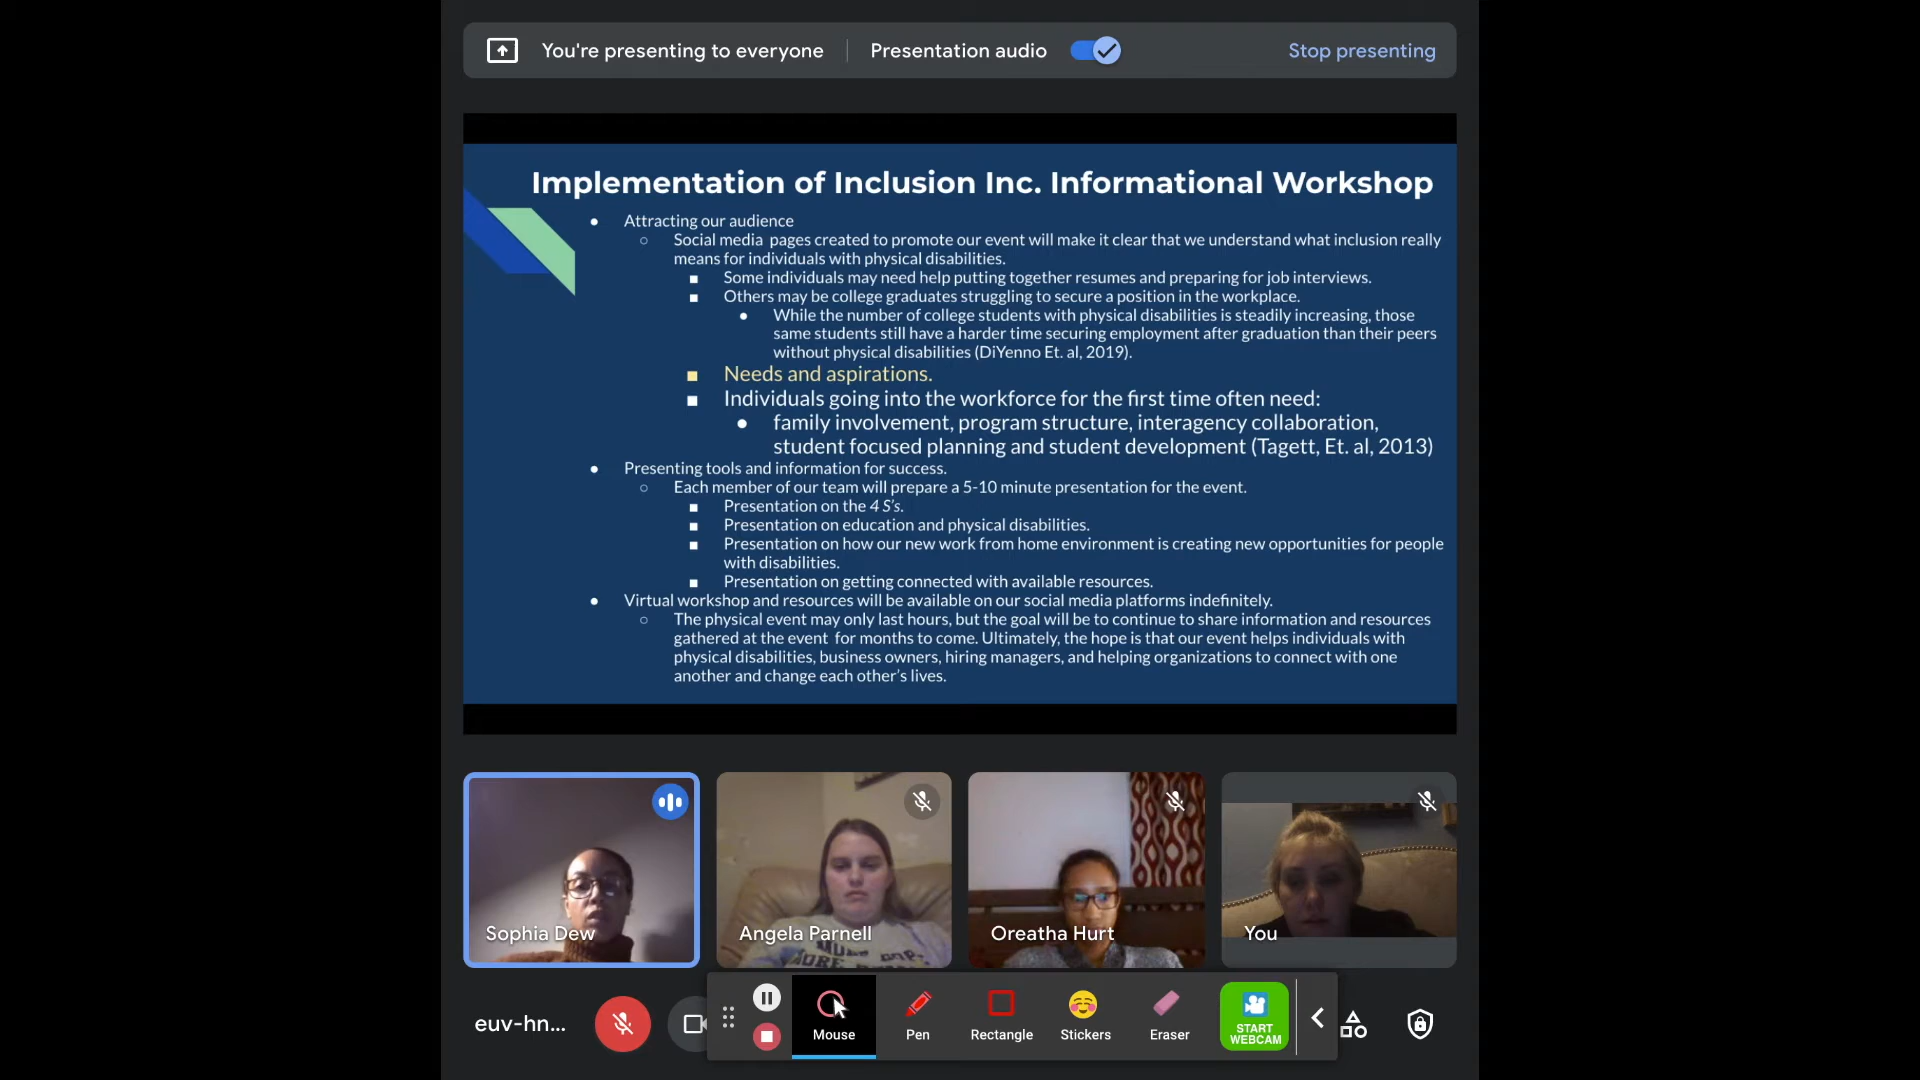 You're presenting to everyone
Presentation audio
Stop presenting
Implementation of Inclusion Inc. Informational Workshop
● Attracting our audience
○ Social media pages created to promote our event will make it clear that we understand what inclusion really
means for individuals with physical disabilities.
■ Some individuals may need help putting together resumes and preparing for job interviews.
■ Others may be college graduates struggling to secure a position in the workplace.
● While the number of college students with physical disabilities is steadily increasing, those
same students still have a harder time securing employment after graduation than their peers
without physical disabilities (DiYenno Et. al, 2019).
■ Needs and aspirations.
■ Individuals going into the workforce for the first time often need:
● family involvement, program structure, interagency collaboration,
student focused planning and student development (Tagett, Et. al, 2013)
● Presenting tools and information for success.
○ Each member of our team will prepare a 5-10 minute presentation for the event.
■ Presentation on the 4 S's.
■ Presentation on education and physical disabilities.
■ Presentation on how our new work from home environment is creating new opportunities for people
with disabilities.
■ Presentation on getting connected with available resources.
● Virtual workshop and resources will be available on our social media platforms indefinitely.
○ The physical event may only last hours, but the goal will be to continue to share information and resources
gathered at the event for months to come. Ultimately, the hope is that our event helps individuals with
physical disabilities, business owners, hiring managers, and helping organizations to connect with one
another and change each other's lives.
Sophia Dew
Angela Parnell
Oreatha Hurt
You
euv-hn...
Mouse
Pen
Rectangle
Stickers
Eraser
START
WEBCAM